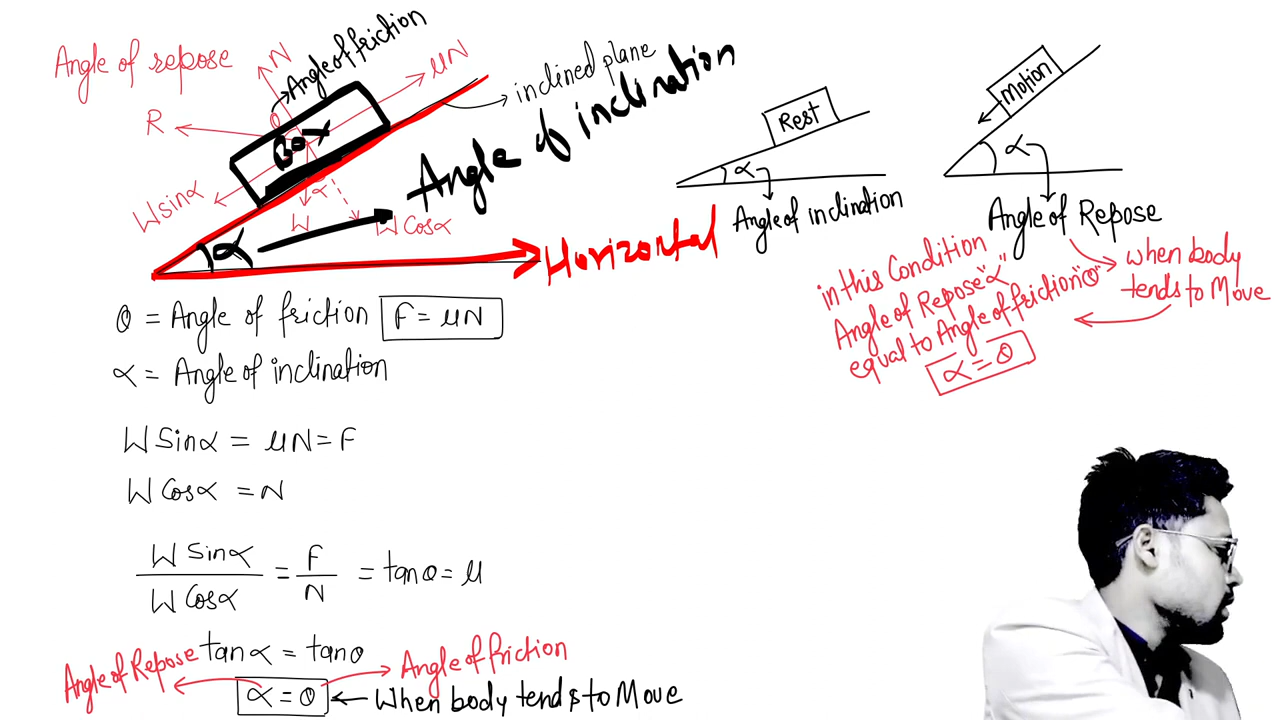 Angle of repose
N
Angle of friction
μN
inclined plane
Angle of inclination
R
θ
Box
W sinα
α
W
W Cosα
α
Horizontal
Rest
α
Angle of inclination
Motion
α
Angle of Repose
when body
tends to Move
in this Condition
Angle of Repose "α"
equal to Angle of friction "θ"
α = θ
θ = Angle of friction
F = μN
α = Angle of inclination
W Sinα = μN = F
W Cosα = N
W Sinα / W Cosα = F / N = tanθ = μ
Angle of Repose tanα = tanθ
Angle of friction
α = θ ← When body tends to Move